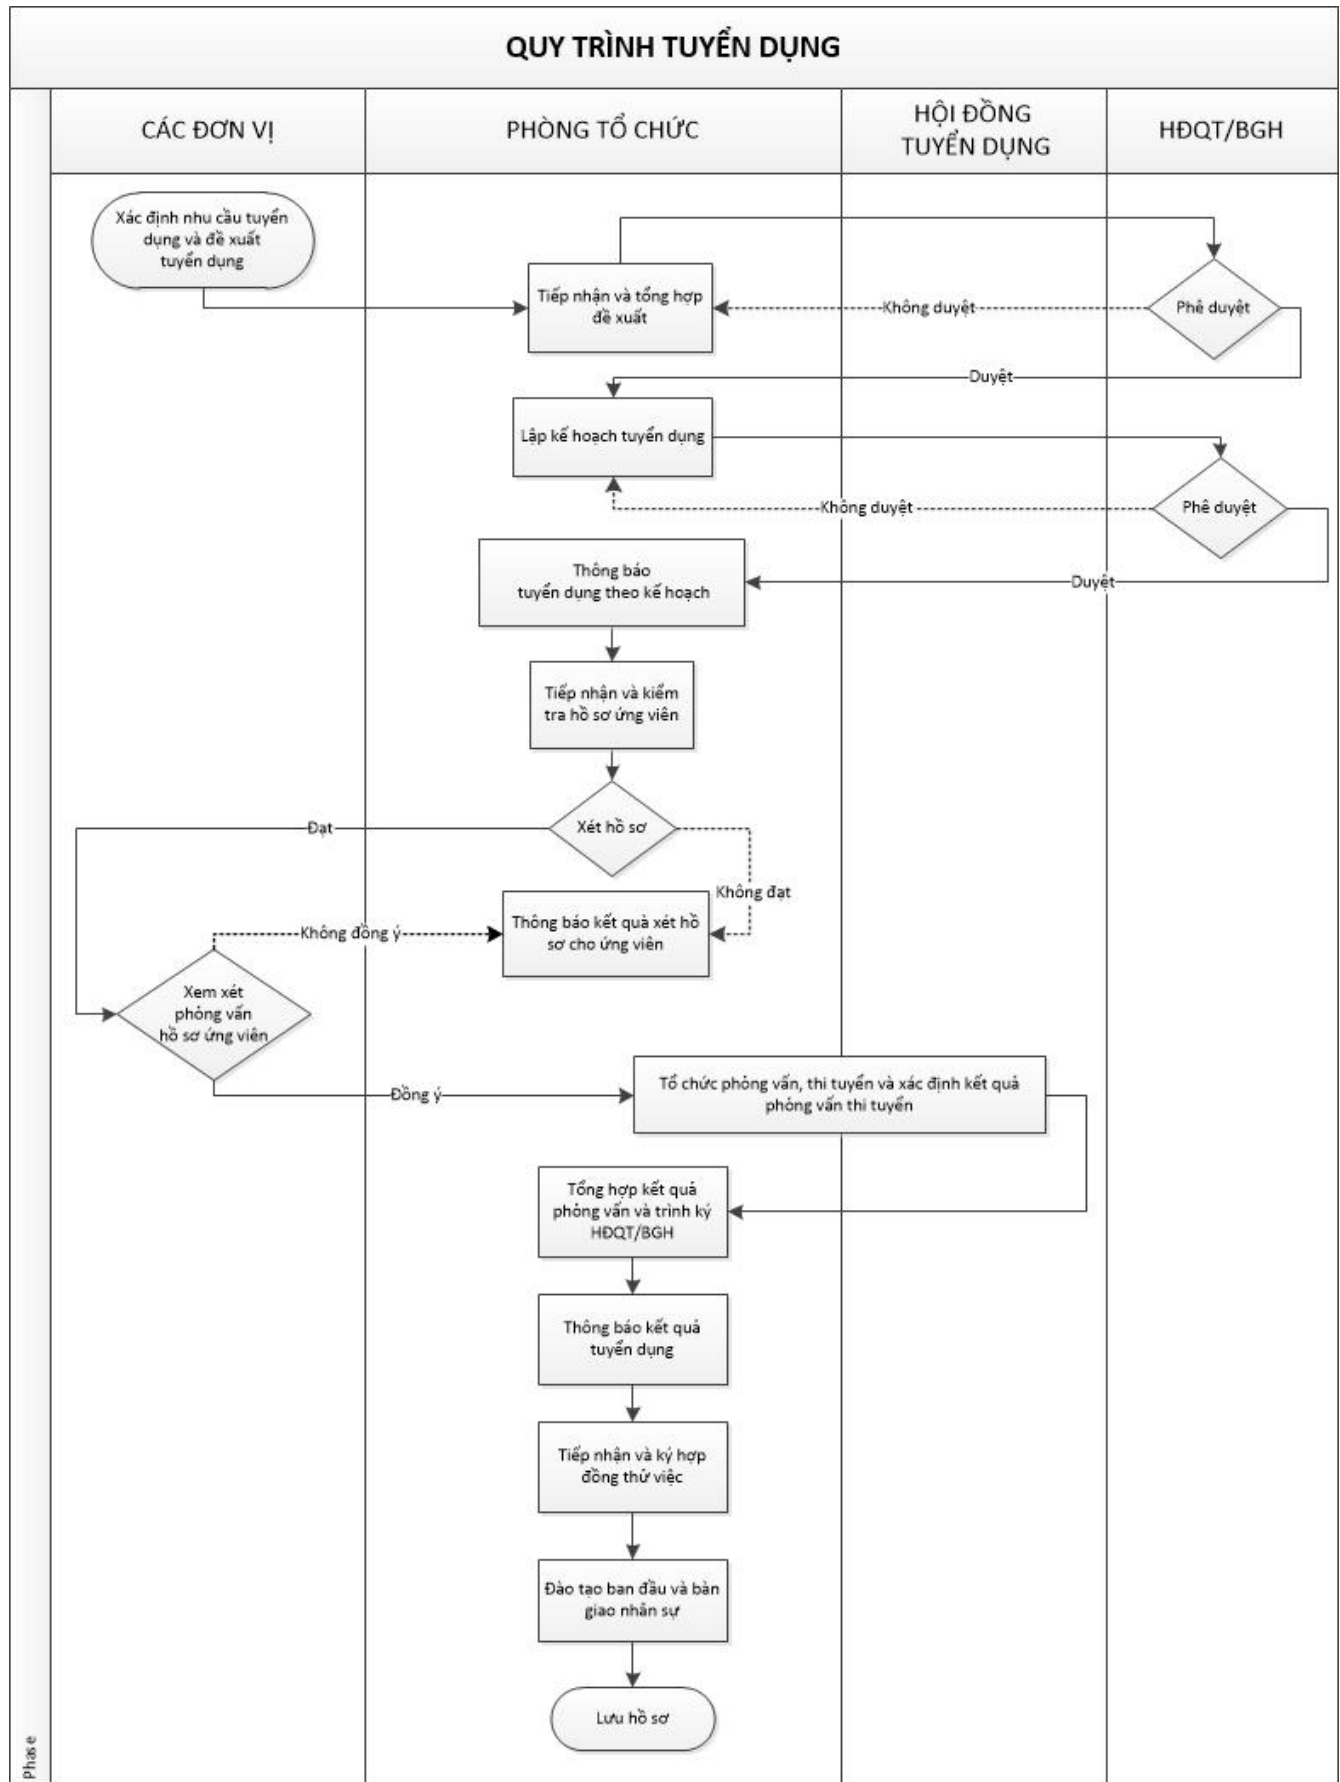 QUY TRÌNH TUYỂN DỤNG
CÁC ĐƠN VỊ
PHÒNG TỔ CHỨC
HỘI ĐỒNG
TUYỂN DỤNG
HĐQT/BGH
Xác định nhu cầu tuyển
dụng và đề xuất
tuyển dụng
Tiếp nhận và tổng hợp
đề xuất
Không duyệt
Phê duyệt
Duyệt
Lập kế hoạch tuyển dụng
Không duyệt
Phê duyệt
Thông báo
tuyển dụng theo kế hoạch
Duyệt
Tiếp nhận và kiểm
tra hồ sơ ứng viên
Đạt
Xét hồ sơ
Không đạt
Thông báo kết quả xét hồ
sơ cho ứng viên
Không đồng ý
Xem xét
phỏng vấn
hồ sơ ứng viên
Đồng ý
Tổ chức phỏng vấn, thi tuyển và xác định kết quả
phỏng vấn thi tuyển
Tổng hợp kết quả
phỏng vấn và trình ký
HĐQT/BGH
Thông báo kết quả
tuyển dụng
Tiếp nhận và ký hợp
đồng thử việc
Đào tạo ban đầu và bàn
giao nhân sự
Lưu hồ sơ
Phase